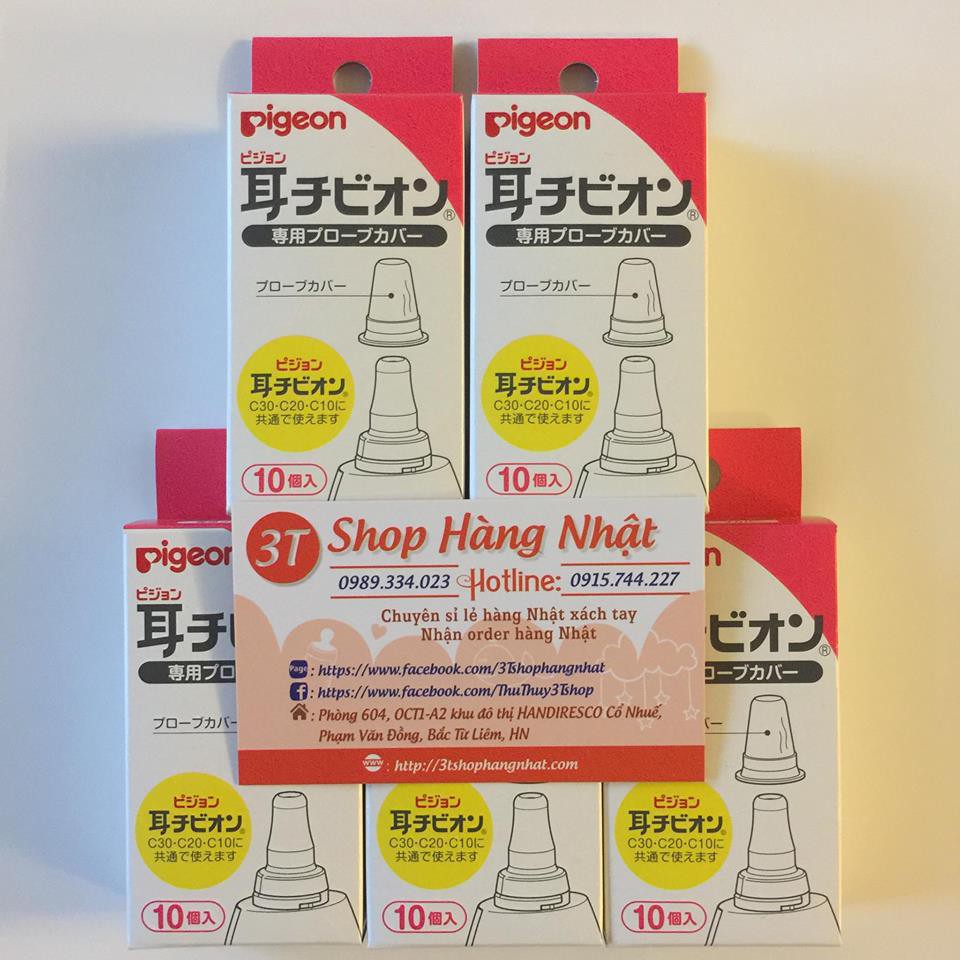 pigeon
ピジョン
耳チビオン®
専用プローブカバー
プローブカバー
ピジョン
耳チビオン®
C30・C20・C10に
共通で使えます
10個入
pigeon
ピジョン
耳チビオン®
専用プローブカバー
プローブカバー
ピジョン
耳チビオン®
C30・C20・C10に
共通で使えます
10個入
3T Shop Hàng Nhật
0989.334.023 Hotline: 0915.744.227
Chuyên sỉ lẻ hàng Nhật xách tay
Nhận order hàng Nhật
Page : https://www.facebook.com/3Tshophangnhat
f : https://www.facebook.com/ThuThuy3Tshop
: Phòng 604, OCT1-A2 khu đô thị HANDIRESCO Cổ Nhuế,
Phạm Văn Đồng, Bắc Từ Liêm, HN
www : http://3tshophangnhat.com
pigeon
ピジョン
耳チビ
専用プロー
プローブカバー
ピジョン
耳チビオン®
C30・C20・C10に
共通で使えます
10個入
ピジョン
耳チビオン®
C30・C20・C10に
共通で使えます
10個入
on
ビオン®
ローブカバー
ピジョン
耳チビオン®
C30・C20・C10に
共通で使えます
10個入